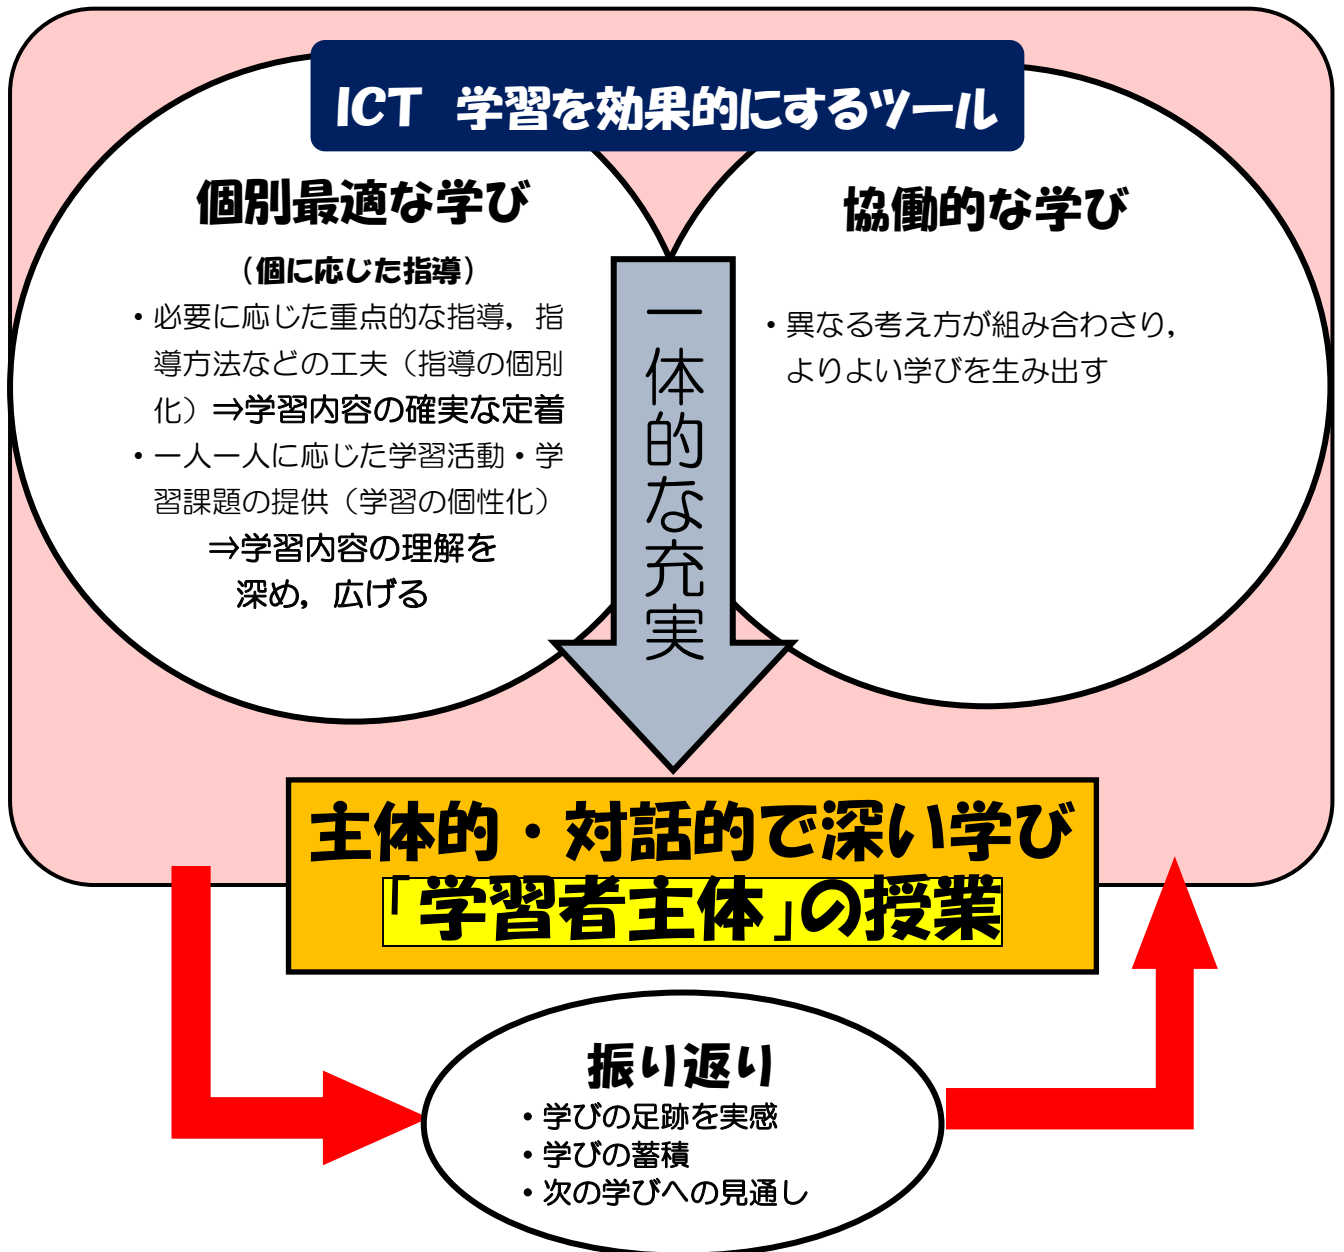 ICT　学習を効果的にするツール
個別最適な学び
（個に応じた指導）
・必要に応じた重点的な指導，指
導方法などの工夫（指導の個別
化）⇒学習内容の確実な定着
・一人一人に応じた学習活動・学
習課題の提供（学習の個性化）
⇒学習内容の理解を
深め，広げる
協働的な学び
・異なる考え方が組み合わさり，
よりよい学びを生み出す
一体的な充実
主体的・対話的で深い学び
「学習者主体」の授業
振り返り
・学びの足跡を実感
・学びの蓄積
・次の学びへの見通し